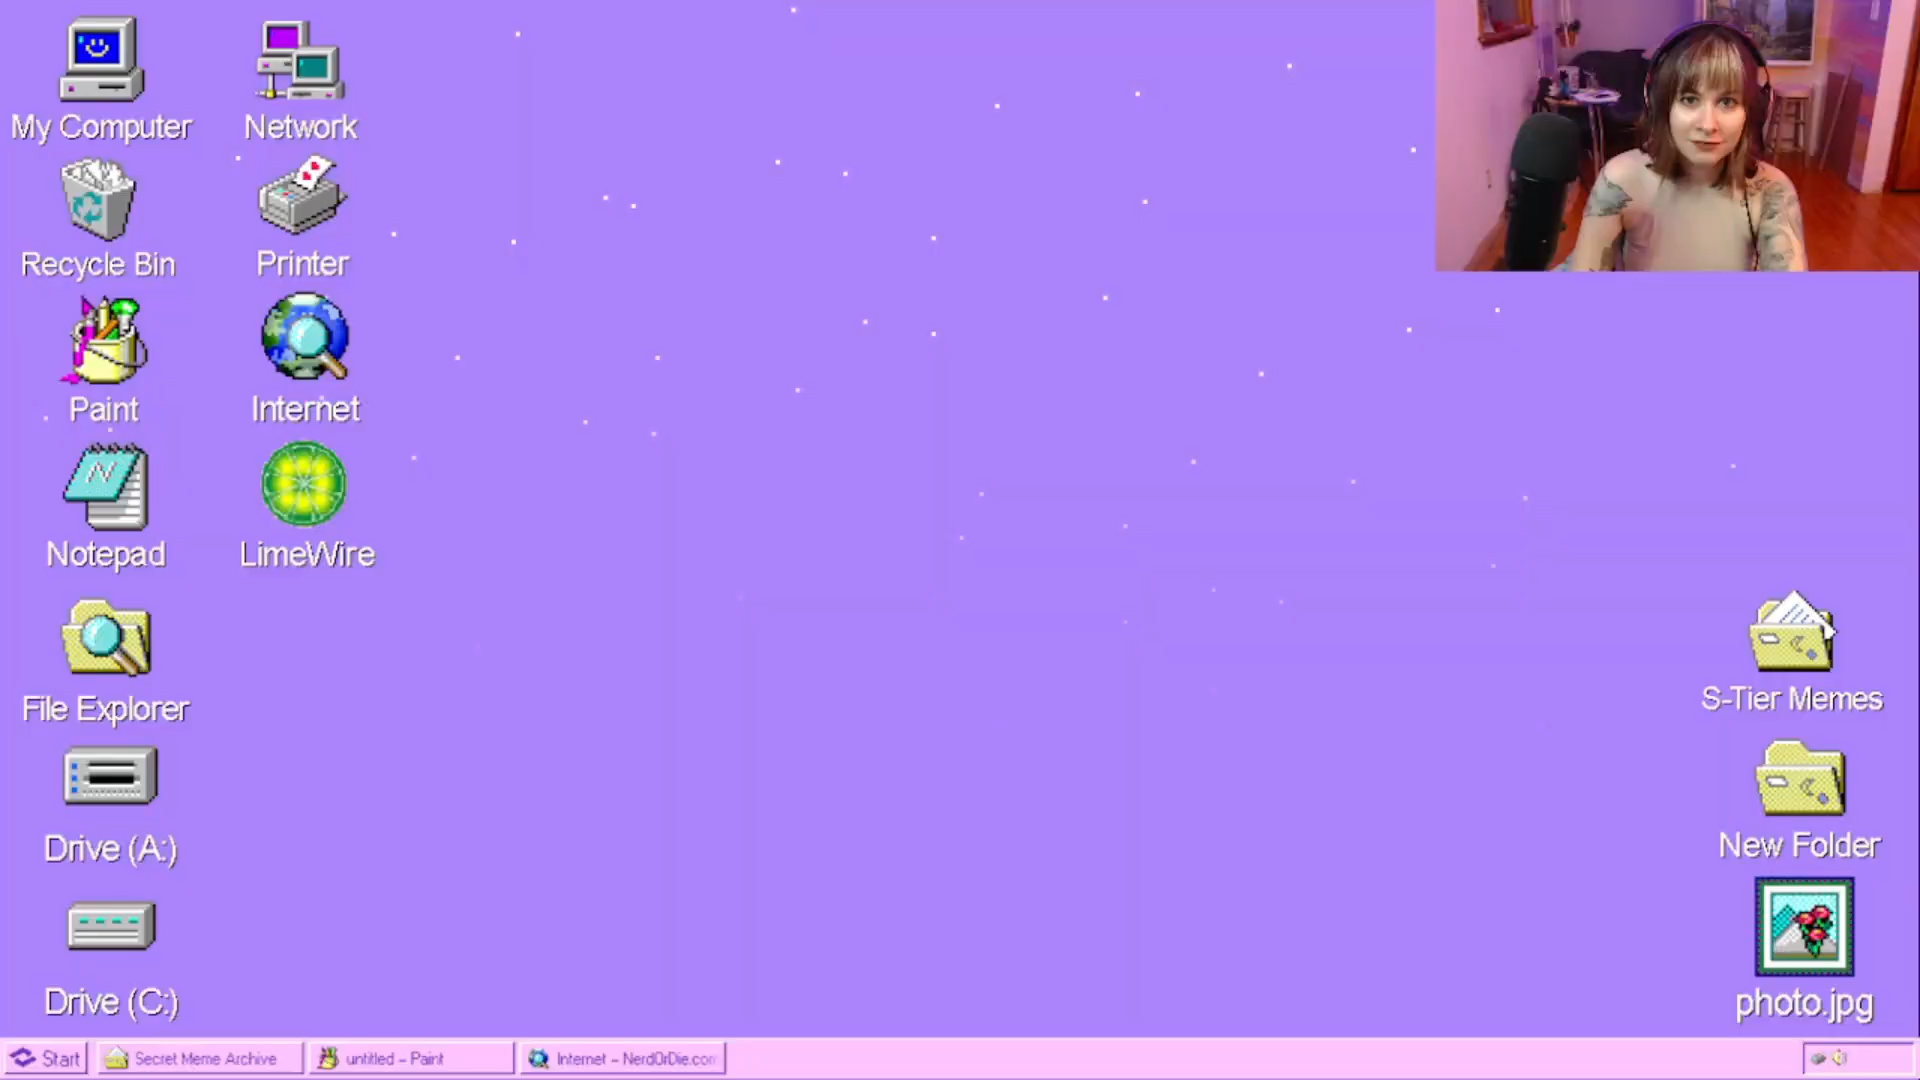 My Computer
Network
Recycle Bin
Printer
Paint
Internet
Notepad
LimeWire
File Explorer
S-Tier Memes
Drive (A:)
New Folder
Drive (C:)
photo.jpg
Start
Secret Meme Archive
untitled - Paint
Internet - NerdOrDie.com